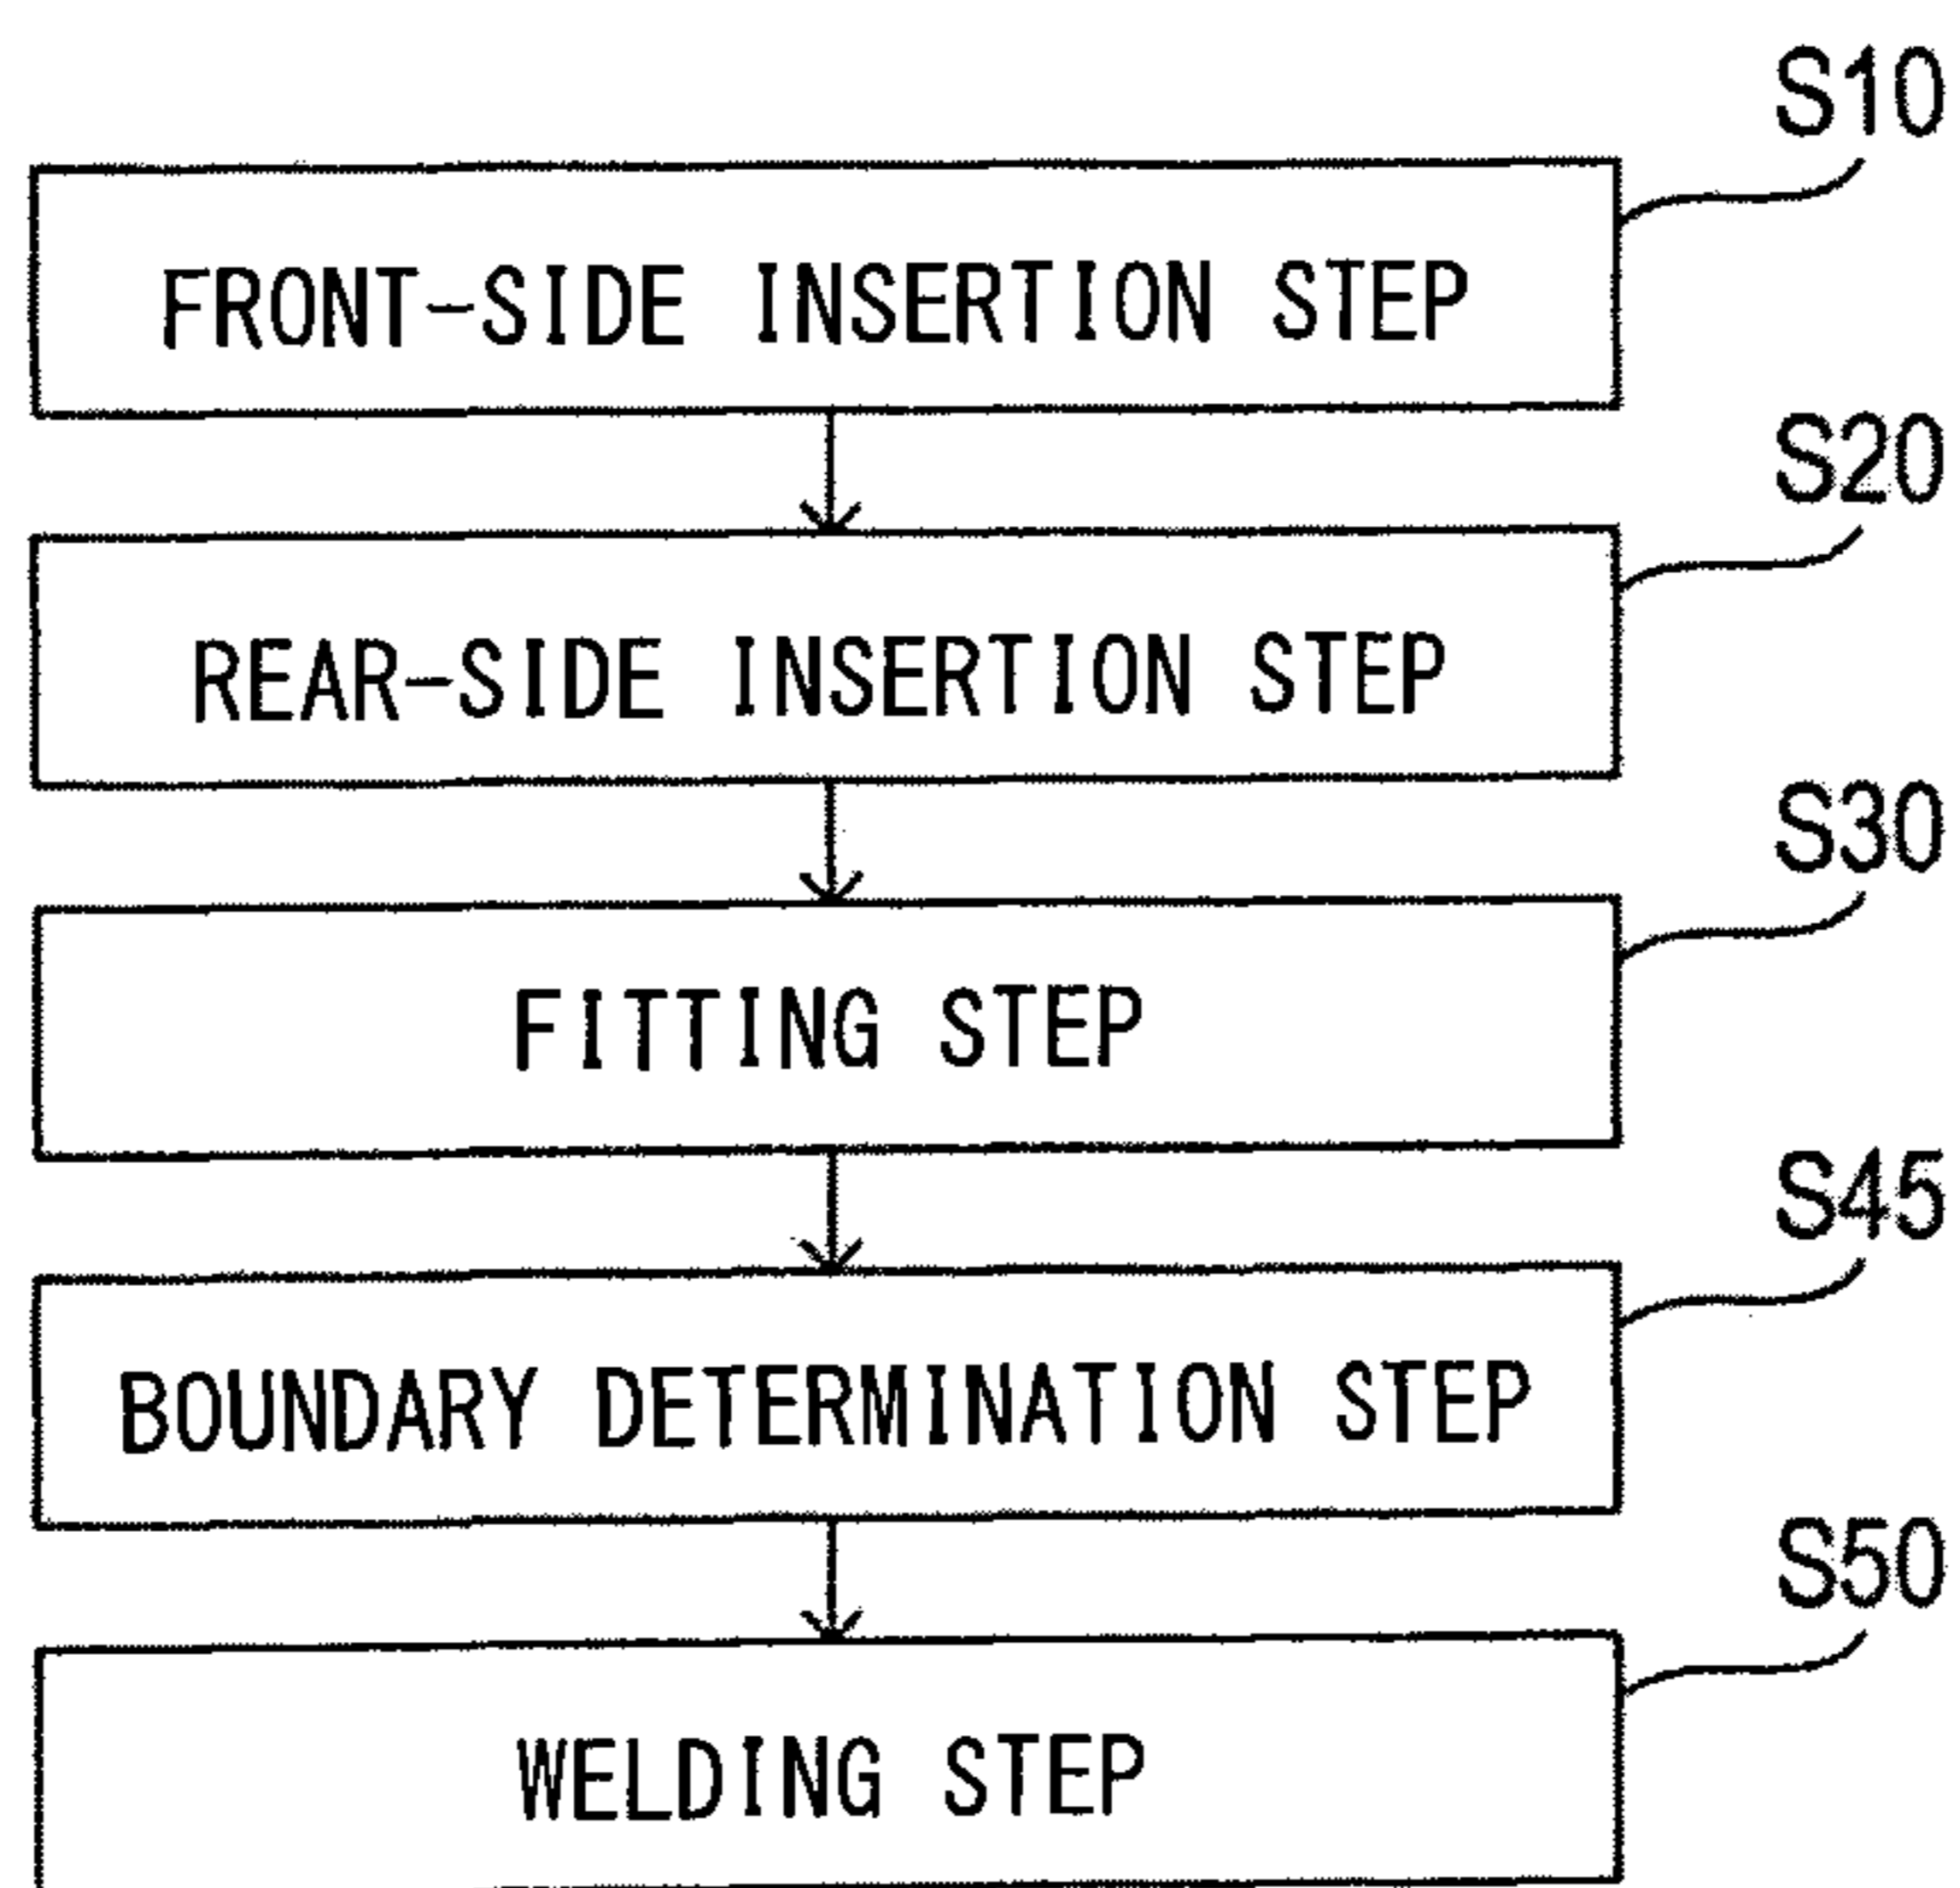 S10
FRONT-SIDE INSERTION STEP
S20
REAR-SIDE INSERTION STEP
S30
FITTING STEP
S45
BOUNDARY DETERMINATION STEP
S50
WELDING STEP